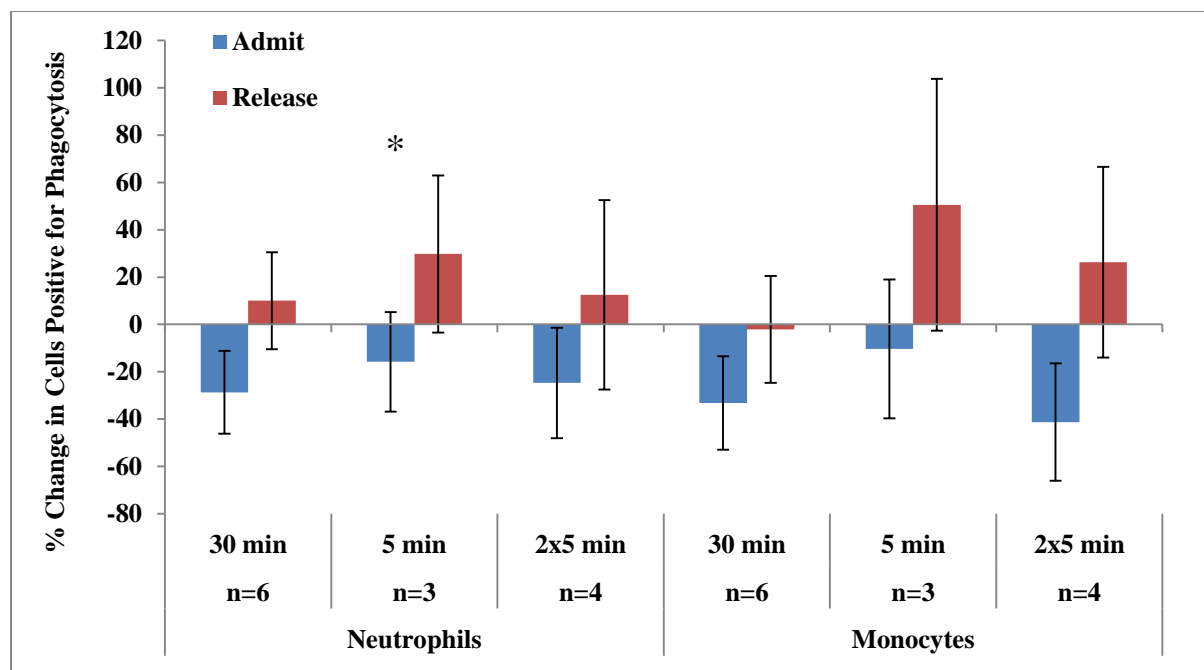 % Change in Cells Positive for Phagocytosis
120
100
80
60
40
20
0
-20
-40
-60
-80
Admit
Release
*
30 min 5 min 2x5 min 30 min 5 min 2x5 min
n=6 n=3 n=4 n=6 n=3 n=4
Neutrophils Monocytes